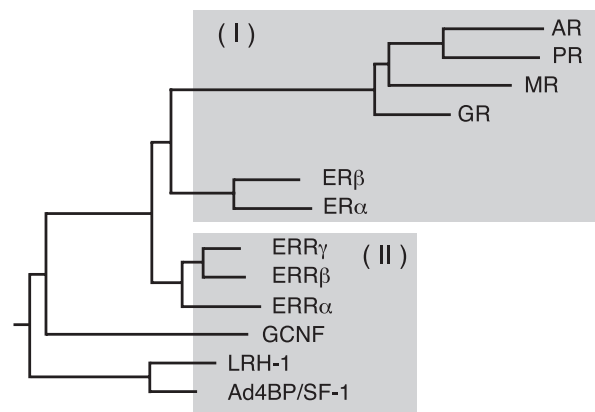 ( I )
AR
PR
MR
GR
ERβ
ERα
ERRγ
( II )
ERRβ
ERRα
GCNF
LRH-1
Ad4BP/SF-1